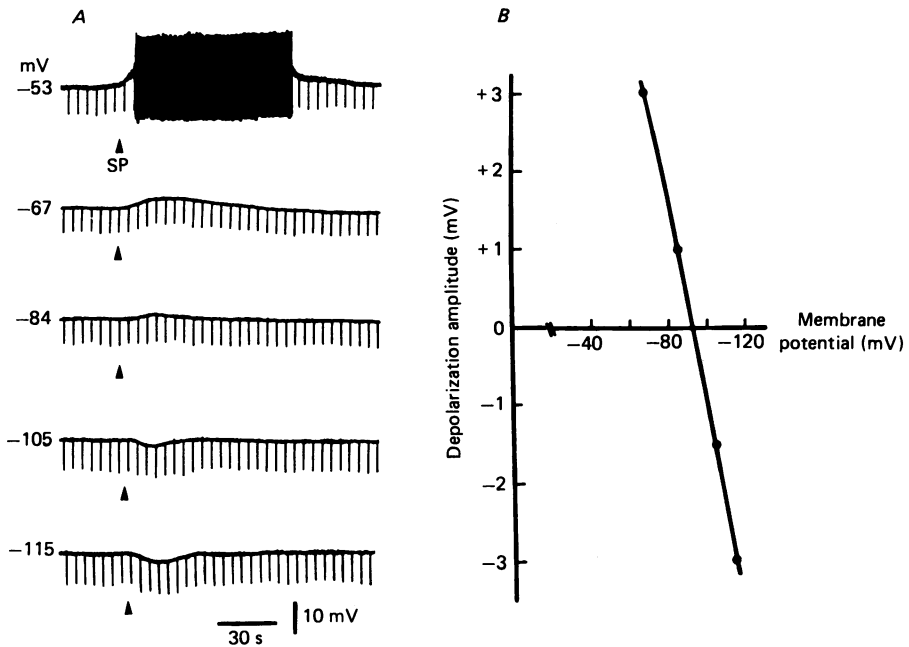 A
mV
−53
SP
−67
−84
−105
−115
30 s
10 mV
B
Depolarization amplitude (mV)
+3
+2
+1
0
−1
−2
−3
−40
−80
−120
Membrane
potential (mV)